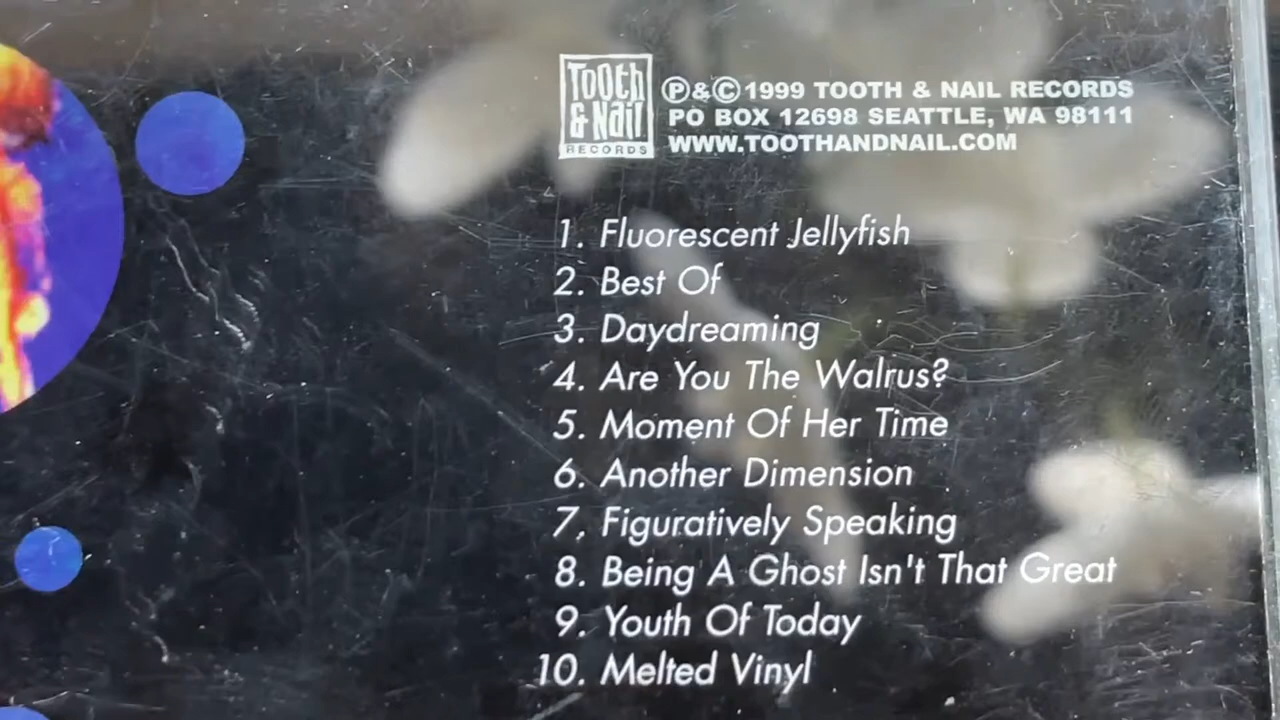 Tooth
& Nail
RECORDS
Ⓟ&©1999 TOOTH & NAIL RECORDS
PO BOX 12698 SEATTLE, WA 98111
WWW.TOOTHANDNAIL.COM
1. Fluorescent Jellyfish
2. Best Of
3. Daydreaming
4. Are You The Walrus?
5. Moment Of Her Time
6. Another Dimension
7. Figuratively Speaking
8. Being A Ghost Isn't That Great
9. Youth Of Today
10. Melted Vinyl